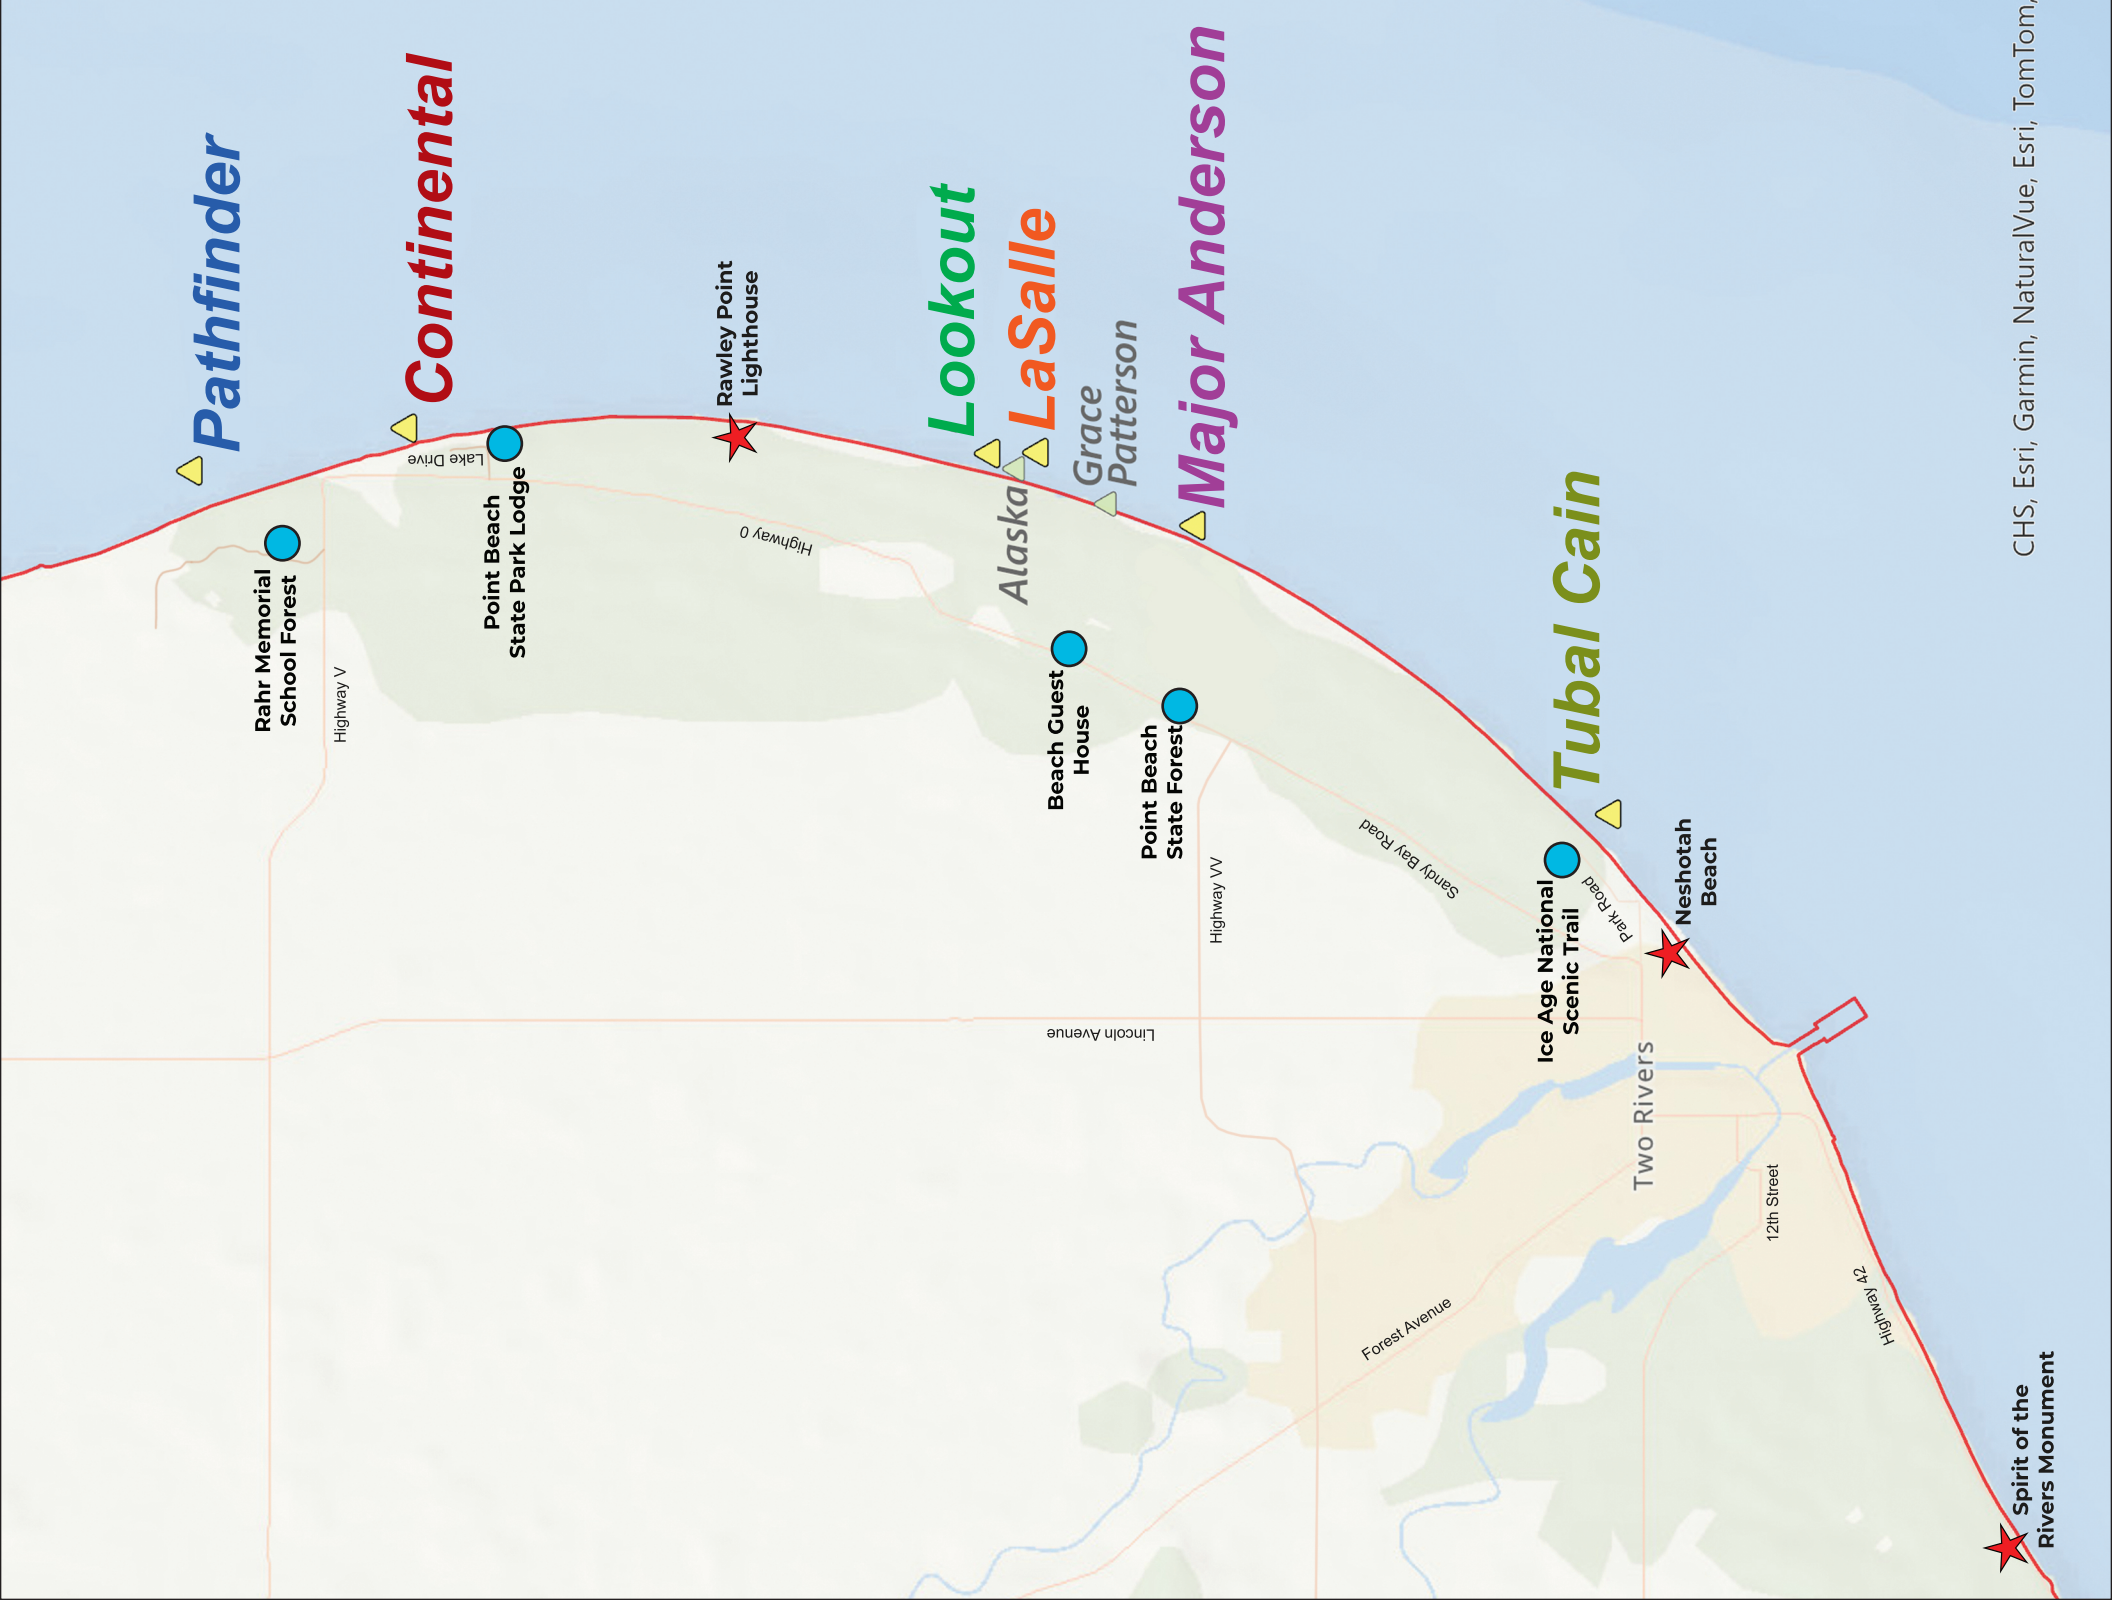 Pathfinder
Continental
Rahr Memorial
School Forest
Lake Drive
Point Beach
State Park Lodge
Highway V
Rawley Point
Lighthouse
Highway 0
Lookout
LaSalle
Alaska
Grace
Patterson
Major Anderson
Beach Guest
House
Point Beach
State Forest
Highway VV
Lincoln Avenue
Sandy Bay Road
Tubal Cain
Ice Age National
Scenic Trail
Park Road
Neshotah
Beach
Two Rivers
12th Street
Forest Avenue
Highway 42
Spirit of the
Rivers Monument
CHS, Esri, Garmin, NaturalVue, Esri, TomTom,